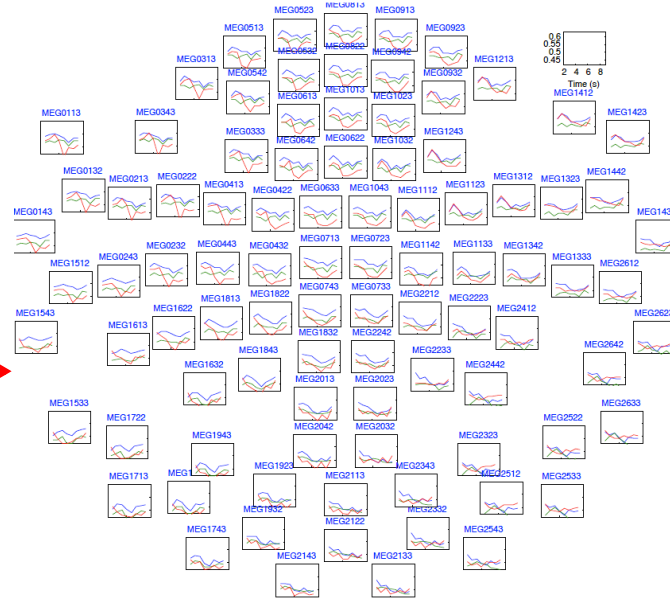 MEG0523 MEG0813 MEG0913
MEG0513 MEG0923
MEG0532 MEG0822 MEG0942
MEG0313 MEG0542 MEG0932 MEG1213
MEG0613 MEG1013 MEG1023
MEG0113 MEG0343 MEG1412 MEG1423
MEG0333 MEG0642 MEG0622 MEG1032 MEG1243
MEG0132 MEG0213 MEG0222 MEG0413 MEG0422 MEG0633 MEG1043 MEG1112 MEG1123 MEG1312 MEG1323 MEG1442
MEG0143 MEG143
MEG1512 MEG0243 MEG0232 MEG0443 MEG0432 MEG0713 MEG0723 MEG1142 MEG1133 MEG1342 MEG1333 MEG2612
MEG1543 MEG1613 MEG1622 MEG1813 MEG1822 MEG0743 MEG0733 MEG2212 MEG2223 MEG2412 MEG262
MEG1632 MEG1843 MEG1832 MEG2242 MEG2233 MEG2442 MEG2642
MEG2013 MEG2023
MEG1533 MEG1722 MEG1943 MEG2042 MEG2032 MEG2323 MEG2522 MEG2633
MEG1713 MEG1 MEG1923 MEG2113 MEG2343 MEG2512 MEG2533
MEG1743 MEG1932 MEG2122 MEG2332 MEG2543
MEG2143 MEG2133
0.6
0.55
0.5
0.45
2 4 6 8
Time (s)